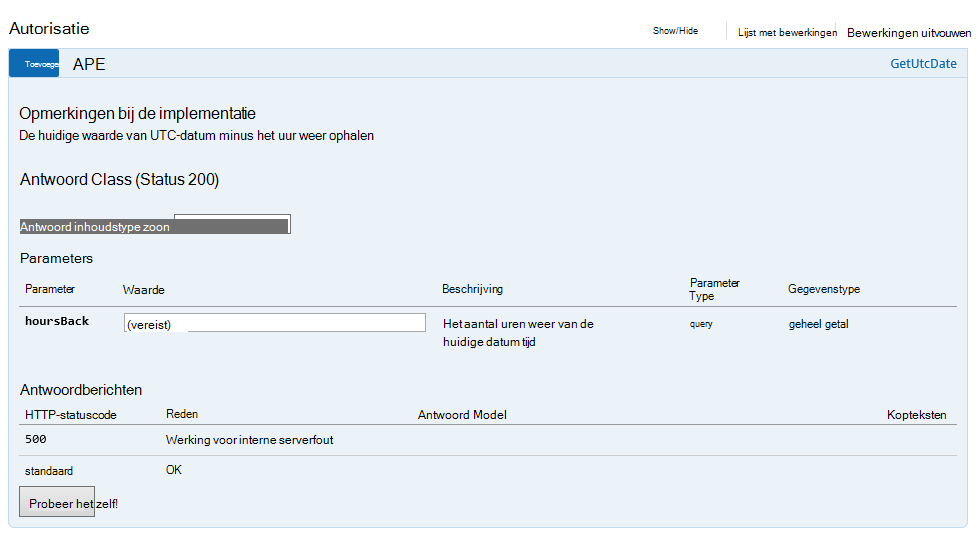 Autorisatie
Show/Hide Lijst met bewerkingen Bewerkingen uitvouwen
Toevoegen APE GetUtcDate
Opmerkingen bij de implementatie
De huidige waarde van UTC-datum minus het uur weer ophalen
Antwoord Class (Status 200)
Antwoord inhoudstype zoon
Parameters
Parameter Waarde Beschrijving Parameter Type Gegevenstype
hoursBack (vereist) Het aantal uren weer van de huidige datum tijd query geheel getal
Antwoordberichten
HTTP-statuscode Reden Antwoord Model Kopteksten
500 Werking voor interne serverfout
standaard OK
Probeer het zelf!